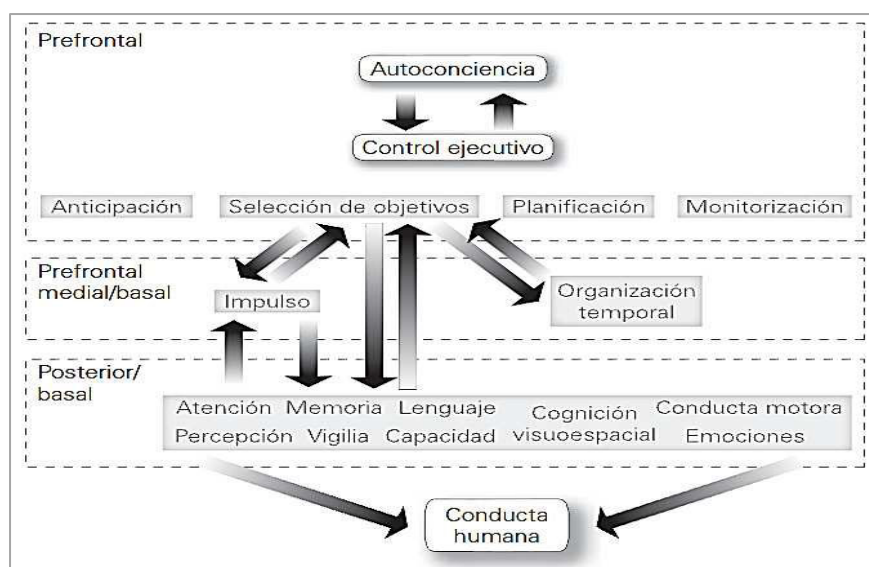 Prefrontal
Autoconciencia
Control ejecutivo
Anticipación
Selección de objetivos
Planificación
Monitorización
Prefrontal
medial/basal
Impulso
Organización
temporal
Posterior/
basal
Atención Memoria Lenguaje
Percepción Vigilia Capacidad
Cognición
visuoespacial
Conducta motora
Emociones
Conducta
humana